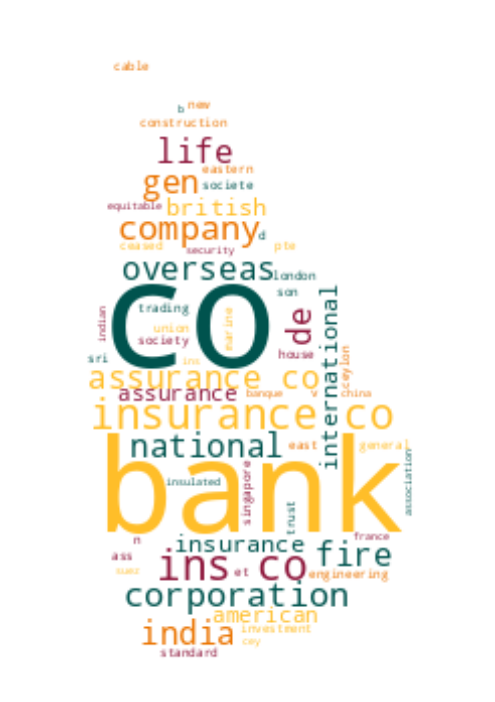 cable
b new
construction
life
eastern
gen societe
equitable british
company d
ceased security pte
overseas london
son
co
indian trading de international
union marine
society house
sri ins ceylon
assurance co
assurance banque v china
insurance co
national east general
bank
insulated singapore association
trust
n france
insurance
ass ins co fire
suez et engineering
corporation
american
india investment
cey
standard